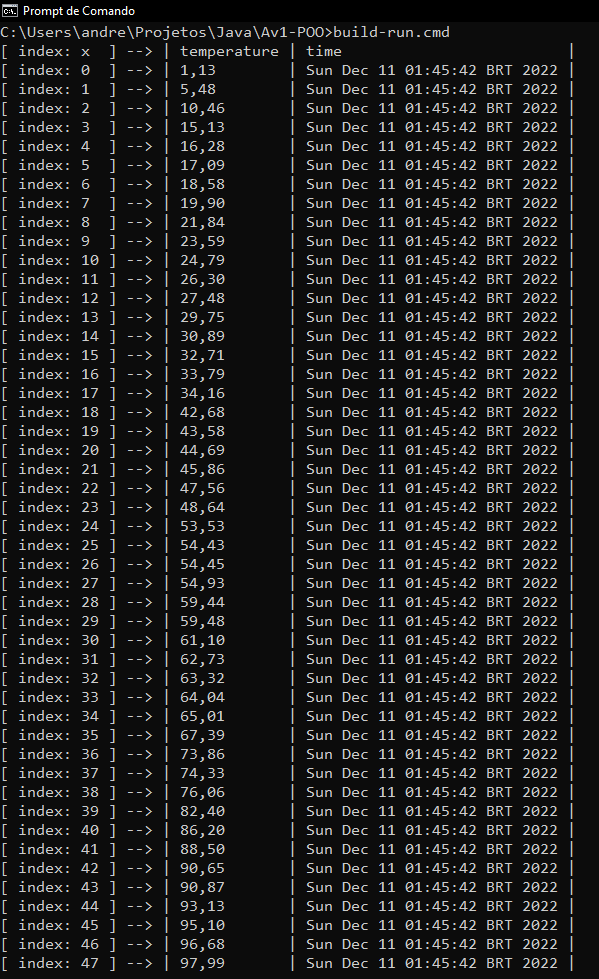 Prompt de Comando
C:\Users\andre\Projetos\Java\Av1-POO>build-run.cmd
[ index: x  ] --> | temperature | time                         |
[ index: 0  ] --> | 1,13        | Sun Dec 11 01:45:42 BRT 2022 |
[ index: 1  ] --> | 5,48        | Sun Dec 11 01:45:42 BRT 2022 |
[ index: 2  ] --> | 10,46       | Sun Dec 11 01:45:42 BRT 2022 |
[ index: 3  ] --> | 15,13       | Sun Dec 11 01:45:42 BRT 2022 |
[ index: 4  ] --> | 16,28       | Sun Dec 11 01:45:42 BRT 2022 |
[ index: 5  ] --> | 17,09       | Sun Dec 11 01:45:42 BRT 2022 |
[ index: 6  ] --> | 18,58       | Sun Dec 11 01:45:42 BRT 2022 |
[ index: 7  ] --> | 19,90       | Sun Dec 11 01:45:42 BRT 2022 |
[ index: 8  ] --> | 21,84       | Sun Dec 11 01:45:42 BRT 2022 |
[ index: 9  ] --> | 23,59       | Sun Dec 11 01:45:42 BRT 2022 |
[ index: 10 ] --> | 24,79       | Sun Dec 11 01:45:42 BRT 2022 |
[ index: 11 ] --> | 26,30       | Sun Dec 11 01:45:42 BRT 2022 |
[ index: 12 ] --> | 27,48       | Sun Dec 11 01:45:42 BRT 2022 |
[ index: 13 ] --> | 29,75       | Sun Dec 11 01:45:42 BRT 2022 |
[ index: 14 ] --> | 30,89       | Sun Dec 11 01:45:42 BRT 2022 |
[ index: 15 ] --> | 32,71       | Sun Dec 11 01:45:42 BRT 2022 |
[ index: 16 ] --> | 33,79       | Sun Dec 11 01:45:42 BRT 2022 |
[ index: 17 ] --> | 34,16       | Sun Dec 11 01:45:42 BRT 2022 |
[ index: 18 ] --> | 42,68       | Sun Dec 11 01:45:42 BRT 2022 |
[ index: 19 ] --> | 43,58       | Sun Dec 11 01:45:42 BRT 2022 |
[ index: 20 ] --> | 44,69       | Sun Dec 11 01:45:42 BRT 2022 |
[ index: 21 ] --> | 45,86       | Sun Dec 11 01:45:42 BRT 2022 |
[ index: 22 ] --> | 47,56       | Sun Dec 11 01:45:42 BRT 2022 |
[ index: 23 ] --> | 48,64       | Sun Dec 11 01:45:42 BRT 2022 |
[ index: 24 ] --> | 53,53       | Sun Dec 11 01:45:42 BRT 2022 |
[ index: 25 ] --> | 54,43       | Sun Dec 11 01:45:42 BRT 2022 |
[ index: 26 ] --> | 54,45       | Sun Dec 11 01:45:42 BRT 2022 |
[ index: 27 ] --> | 54,93       | Sun Dec 11 01:45:42 BRT 2022 |
[ index: 28 ] --> | 59,44       | Sun Dec 11 01:45:42 BRT 2022 |
[ index: 29 ] --> | 59,48       | Sun Dec 11 01:45:42 BRT 2022 |
[ index: 30 ] --> | 61,10       | Sun Dec 11 01:45:42 BRT 2022 |
[ index: 31 ] --> | 62,73       | Sun Dec 11 01:45:42 BRT 2022 |
[ index: 32 ] --> | 63,32       | Sun Dec 11 01:45:42 BRT 2022 |
[ index: 33 ] --> | 64,04       | Sun Dec 11 01:45:42 BRT 2022 |
[ index: 34 ] --> | 65,01       | Sun Dec 11 01:45:42 BRT 2022 |
[ index: 35 ] --> | 67,39       | Sun Dec 11 01:45:42 BRT 2022 |
[ index: 36 ] --> | 73,86       | Sun Dec 11 01:45:42 BRT 2022 |
[ index: 37 ] --> | 74,33       | Sun Dec 11 01:45:42 BRT 2022 |
[ index: 38 ] --> | 76,06       | Sun Dec 11 01:45:42 BRT 2022 |
[ index: 39 ] --> | 82,40       | Sun Dec 11 01:45:42 BRT 2022 |
[ index: 40 ] --> | 86,20       | Sun Dec 11 01:45:42 BRT 2022 |
[ index: 41 ] --> | 88,50       | Sun Dec 11 01:45:42 BRT 2022 |
[ index: 42 ] --> | 90,65       | Sun Dec 11 01:45:42 BRT 2022 |
[ index: 43 ] --> | 90,87       | Sun Dec 11 01:45:42 BRT 2022 |
[ index: 44 ] --> | 93,13       | Sun Dec 11 01:45:42 BRT 2022 |
[ index: 45 ] --> | 95,10       | Sun Dec 11 01:45:42 BRT 2022 |
[ index: 46 ] --> | 96,68       | Sun Dec 11 01:45:42 BRT 2022 |
[ index: 47 ] --> | 97,99       | Sun Dec 11 01:45:42 BRT 2022 |